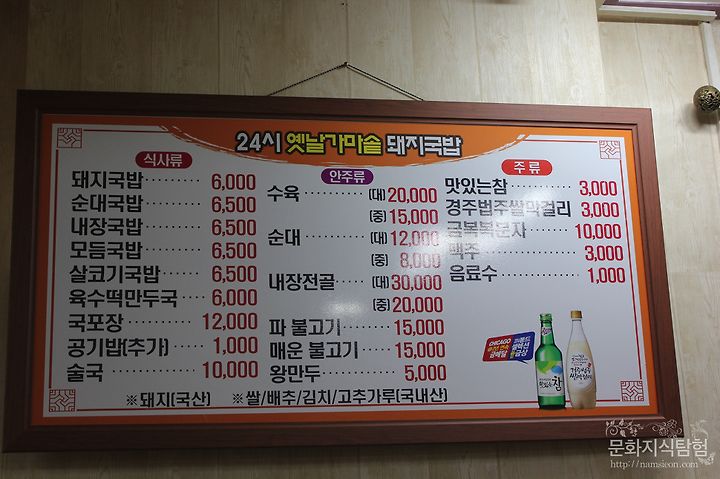 24시 옛날가마솥 돼지국밥
식사류
돼지국밥 6,000
순대국밥 6,500
내장국밥 6,500
모듬국밥 6,500
살코기국밥 6,500
육수떡만두국 6,000
국포장 12,000
공기밥(추가) 1,000
술국 10,000
안주류
수육 (대) 20,000
(중) 15,000
순대 (대) 12,000
(중) 8,000
내장전골 (대) 30,000
(중) 20,000
파 불고기 15,000
매운 불고기 15,000
왕만두 5,000
주류
맛있는참 3,000
경주법주쌀막걸리 3,000
금복복분자 10,000
맥주 3,000
음료수 1,000
CHICAGO
참
※돼지(국산) ※쌀/배추/김치/고추가루(국내산)
문화지식탐험
http://namsieon.com